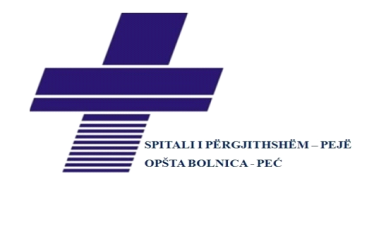 SPITALI I PËRGJITHSHËM – PEJË
OPŠTA BOLNICA - PEĆ